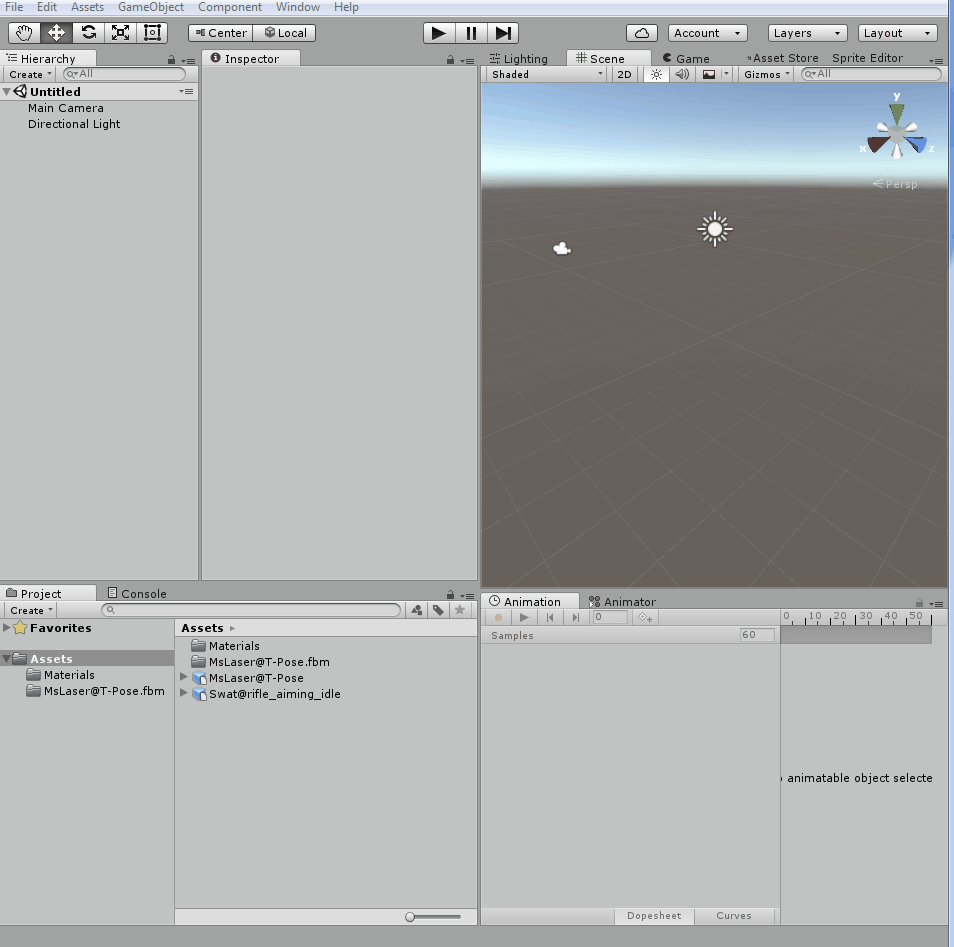 File Edit Assets GameObject Component Window Help
Center Local Account Layers Layout
Hierarchy
Create All
Untitled
Main Camera
Directional Light
Inspector
Lighting Scene Game Asset Store Sprite Editor
Shaded 2D Gizmos All
y
x z
Persp
Project Console
Create
Favorites
Assets
Materials
MsLaser@T-Pose.fbm
Assets
Materials
MsLaser@T-Pose.fbm
MsLaser@T-Pose
Swat@rifle_aiming_idle
Animation Animator
0 0 10 20 30 40 50
Samples 60
animatable object selecte
Dopesheet Curves